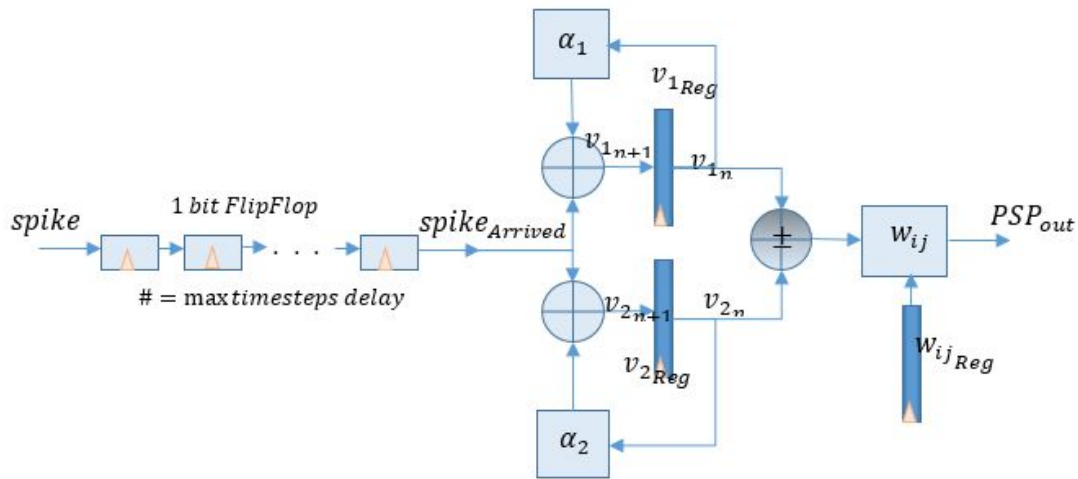 α₁
v₁Reg
v₁ₙ₊₁
v₁ₙ
1 bit FlipFlop
spike
spikeArrived
. . .
# = max timesteps delay
±
wᵢⱼ
PSPout
v₂ₙ₊₁
v₂ₙ
v₂Reg
wᵢⱼReg
α₂